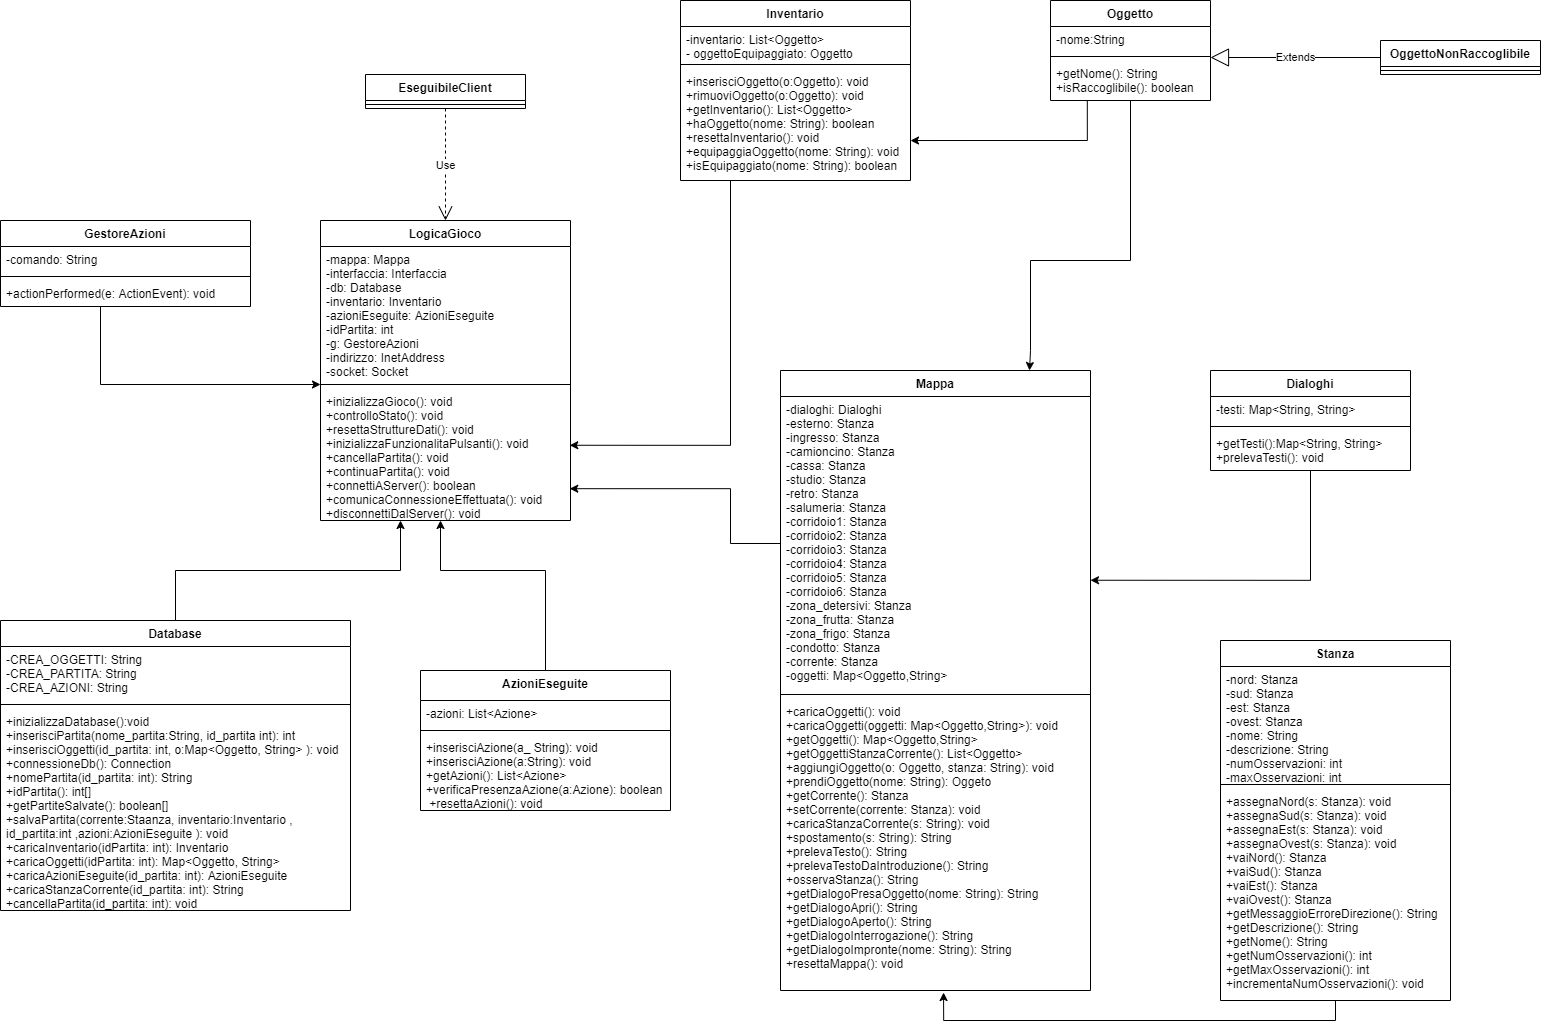 Inventario
-inventario: List<Oggetto>
- oggettoEquipaggiato: Oggetto
+inserisciOggetto(o:Oggetto): void
+rimuoviOggetto(o:Oggetto): void
+getInventario(): List<Oggetto>
+haOggetto(nome: String): boolean
+resettaInventario(): void
+equipaggiaOggetto(nome: String): void
+isEquipaggiato(nome: String): boolean
Oggetto
-nome:String
+getNome(): String
+isRaccoglibile(): boolean
Extends
OggettoNonRaccoglibile
EseguibileClient
Use
GestoreAzioni
-comando: String
+actionPerformed(e: ActionEvent): void
LogicaGioco
-mappa: Mappa
-interfaccia: Interfaccia
-db: Database
-inventario: Inventario
-azioniEseguite: AzioniEseguite
-idPartita: int
-g: GestoreAzioni
-indirizzo: InetAddress
-socket: Socket
+inizializzaGioco(): void
+controlloStato(): void
+resettaStruttureDati(): void
+inizializzaFunzionalitaPulsanti(): void
+cancellaPartita(): void
+continuaPartita(): void
+connettiAServer(): boolean
+comunicaConnessioneEffettuata(): void
+disconnettiDalServer(): void
Mappa
-dialoghi: Dialoghi
-esterno: Stanza
-ingresso: Stanza
-camioncino: Stanza
-cassa: Stanza
-studio: Stanza
-retro: Stanza
-salumeria: Stanza
-corridoio1: Stanza
-corridoio2: Stanza
-corridoio3: Stanza
-corridoio4: Stanza
-corridoio5: Stanza
-corridoio6: Stanza
-zona_detersivi: Stanza
-zona_frutta: Stanza
-zona_frigo: Stanza
-condotto: Stanza
-corrente: Stanza
-oggetti: Map<Oggetto,String>
+caricaOggetti(): void
+caricaOggetti(oggetti: Map<Oggetto,String>): void
+getOggetti(): Map<Oggetto,String>
+getOggettiStanzaCorrente(): List<Oggetto>
+aggiungiOggetto(o: Oggetto, stanza: String): void
+prendiOggetto(nome: String): Oggeto
+getCorrente(): Stanza
+setCorrente(corrente: Stanza): void
+caricaStanzaCorrente(s: String): void
+spostamento(s: String): String
+prelevaTesto(): String
+prelevaTestoDaIntroduzione(): String
+osservaStanza(): String
+getDialogoPresaOggetto(nome: String): String
+getDialogoApri(): String
+getDialogoAperto(): String
+getDialogoInterrogazione(): String
+getDialogoImpronte(nome: String): String
+resettaMappa(): void
Dialoghi
-testi: Map<String, String>
+getTesti():Map<String, String>
+prelevaTesti(): void
Database
-CREA_OGGETTI: String
-CREA_PARTITA: String
-CREA_AZIONI: String
+inizializzaDatabase():void
+inserisciPartita(nome_partita:String, id_partita int): int
+inserisciOggetti(id_partita: int, o:Map<Oggetto, String> ): void
+connessioneDb(): Connection
+nomePartita(id_partita: int): String
+idPartita(): int[]
+getPartiteSalvate(): boolean[]
+salvaPartita(corrente:Staanza, inventario:Inventario ,
id_partita:int ,azioni:AzioniEseguite ): void
+caricaInventario(idPartita: int): Inventario
+caricaOggetti(idPartita: int): Map<Oggetto, String>
+caricaAzioniEseguite(id_partita: int): AzioniEseguite
+caricaStanzaCorrente(id_partita: int): String
+cancellaPartita(id_partita: int): void
AzioniEseguite
-azioni: List<Azione>
+inserisciAzione(a_ String): void
+inserisciAzione(a:String): void
+getAzioni(): List<Azione>
+verificaPresenzaAzione(a:Azione): boolean
+resettaAzioni(): void
Stanza
-nord: Stanza
-sud: Stanza
-est: Stanza
-ovest: Stanza
-nome: String
-descrizione: String
-numOsservazioni: int
-maxOsservazioni: int
+assegnaNord(s: Stanza): void
+assegnaSud(s: Stanza): void
+assegnaEst(s: Stanza): void
+assegnaOvest(s: Stanza): void
+vaiNord(): Stanza
+vaiSud(): Stanza
+vaiEst(): Stanza
+vaiOvest(): Stanza
+getMessaggioErroreDirezione(): String
+getDescrizione(): String
+getNome(): String
+getNumOsservazioni(): int
+getMaxOsservazioni(): int
+incrementaNumOsservazioni(): void